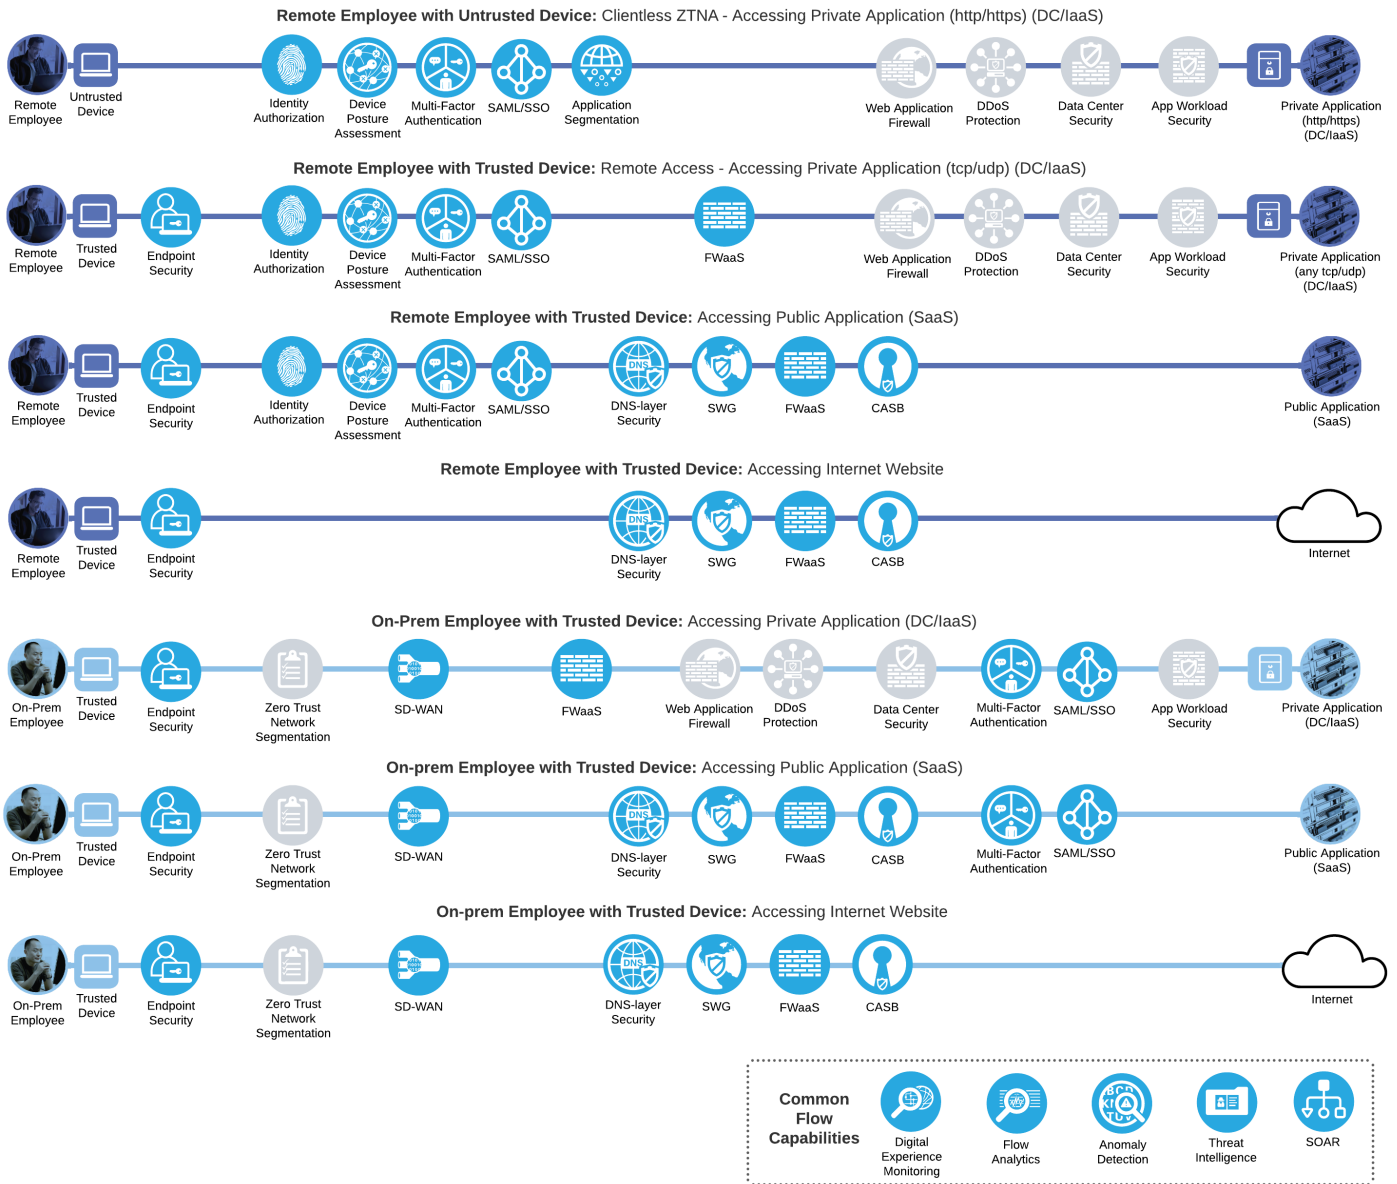 Remote Employee with Untrusted Device: Clientless ZTNA - Accessing Private Application (http/https) (DC/IaaS)
Remote
Employee
Untrusted
Device
Identity
Authorization
Device
Posture
Assessment
Multi-Factor
Authentication
SAML/SSO
Application
Segmentation
Web Application
Firewall
DDoS
Protection
Data Center
Security
App Workload
Security
Private Application
(http/https)
(DC/IaaS)
Remote Employee with Trusted Device: Remote Access - Accessing Private Application (tcp/udp) (DC/IaaS)
Remote
Employee
Trusted
Device
Endpoint
Security
Identity
Authorization
Device
Posture
Assessment
Multi-Factor
Authentication
SAML/SSO
FWaaS
Web Application
Firewall
DDoS
Protection
Data Center
Security
App Workload
Security
Private Application
(any tcp/udp)
(DC/IaaS)
Remote Employee with Trusted Device: Accessing Public Application (SaaS)
Remote
Employee
Trusted
Device
Endpoint
Security
Identity
Authorization
Device
Posture
Assessment
Multi-Factor
Authentication
SAML/SSO
DNS
DNS-layer
Security
SWG
FWaaS
CASB
Public Application
(SaaS)
Remote Employee with Trusted Device: Accessing Internet Website
Remote
Employee
Trusted
Device
Endpoint
Security
DNS
DNS-layer
Security
SWG
FWaaS
CASB
Internet
On-Prem Employee with Trusted Device: Accessing Private Application (DC/IaaS)
On-Prem
Employee
Trusted
Device
Endpoint
Security
Zero Trust
Network
Segmentation
SD-WAN
FWaaS
Web Application
Firewall
DDoS
Protection
Data Center
Security
Multi-Factor
Authentication
SAML/SSO
App Workload
Security
Private Application
(DC/IaaS)
On-prem Employee with Trusted Device: Accessing Public Application (SaaS)
On-Prem
Employee
Trusted
Device
Endpoint
Security
Zero Trust
Network
Segmentation
SD-WAN
DNS
DNS-layer
Security
SWG
FWaaS
CASB
Multi-Factor
Authentication
SAML/SSO
Public Application
(SaaS)
On-prem Employee with Trusted Device: Accessing Internet Website
On-Prem
Employee
Trusted
Device
Endpoint
Security
Zero Trust
Network
Segmentation
SD-WAN
DNS
DNS-layer
Security
SWG
FWaaS
CASB
Internet
Common
Flow
Capabilities
Digital
Experience
Monitoring
Flow
Analytics
Anomaly
Detection
Threat
Intelligence
SOAR